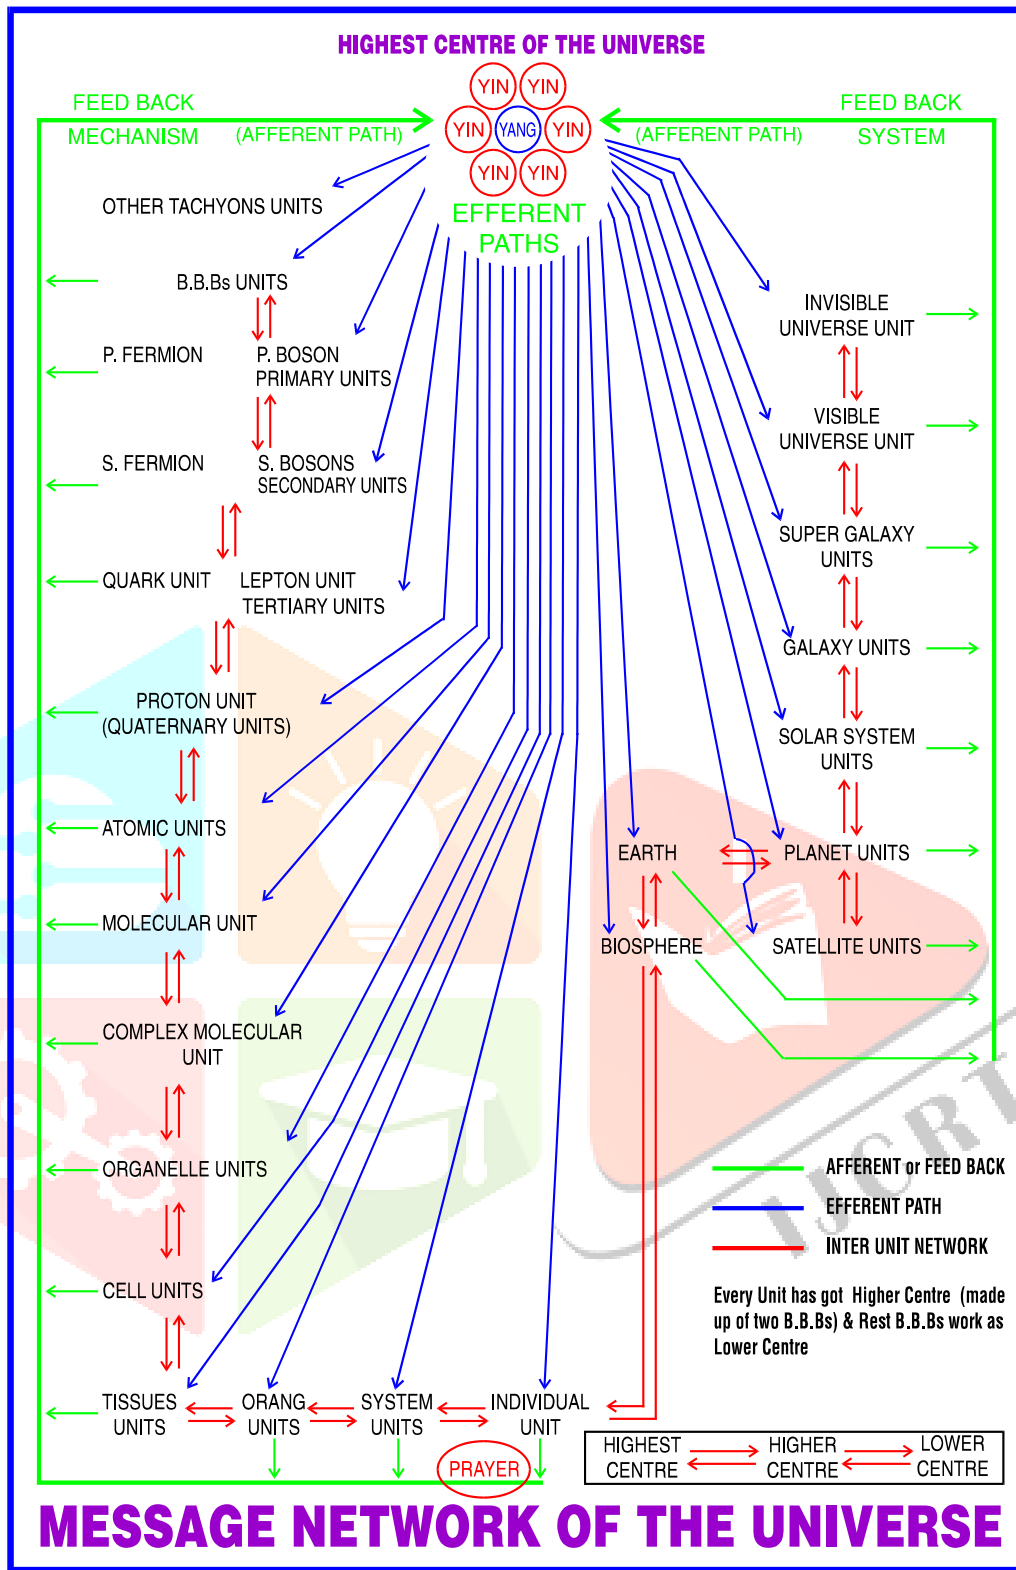 HIGHEST CENTRE OF THE UNIVERSE
YIN YIN
YIN YANG YIN
YIN YIN
FEED BACK
MECHANISM (AFFERENT PATH)
(AFFERENT PATH)
FEED BACK
SYSTEM
EFFERENT
PATHS
OTHER TACHYONS UNITS
B.B.Bs UNITS
P. FERMION P. BOSON
PRIMARY UNITS
S. FERMION S. BOSONS
SECONDARY UNITS
QUARK UNIT LEPTON UNIT
TERTIARY UNITS
PROTON UNIT
(QUATERNARY UNITS)
ATOMIC UNITS
MOLECULAR UNIT
COMPLEX MOLECULAR
UNIT
ORGANELLE UNITS
CELL UNITS
TISSUES
UNITS
ORANG
UNITS
SYSTEM
UNITS
INDIVIDUAL
UNIT
PRAYER
INVISIBLE
UNIVERSE UNIT
VISIBLE
UNIVERSE UNIT
SUPER GALAXY
UNITS
GALAXY UNITS
SOLAR SYSTEM
UNITS
EARTH PLANET UNITS
BIOSPHERE SATELLITE UNITS
IJCRT
AFFERENT or FEED BACK
EFFERENT PATH
INTER UNIT NETWORK
Every Unit has got Higher Centre (made
up of two B.B.Bs) & Rest B.B.Bs work as
Lower Centre
HIGHEST
CENTRE
HIGHER
CENTRE
LOWER
CENTRE
MESSAGE NETWORK OF THE UNIVERSE